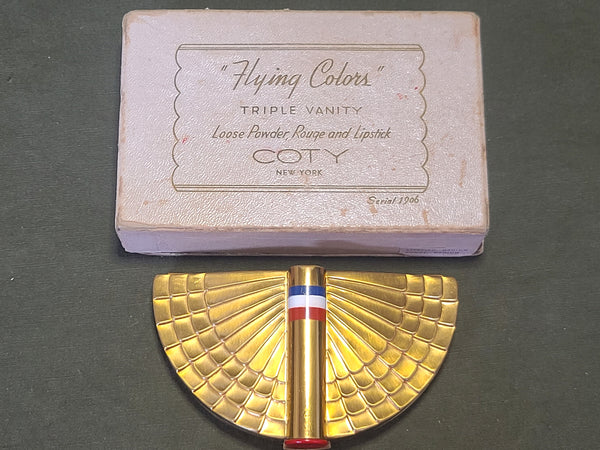 "Flying Colors"
TRIPLE VANITY
Loose Powder, Rouge and Lipstick
COTY
NEW YORK
Serial 1906